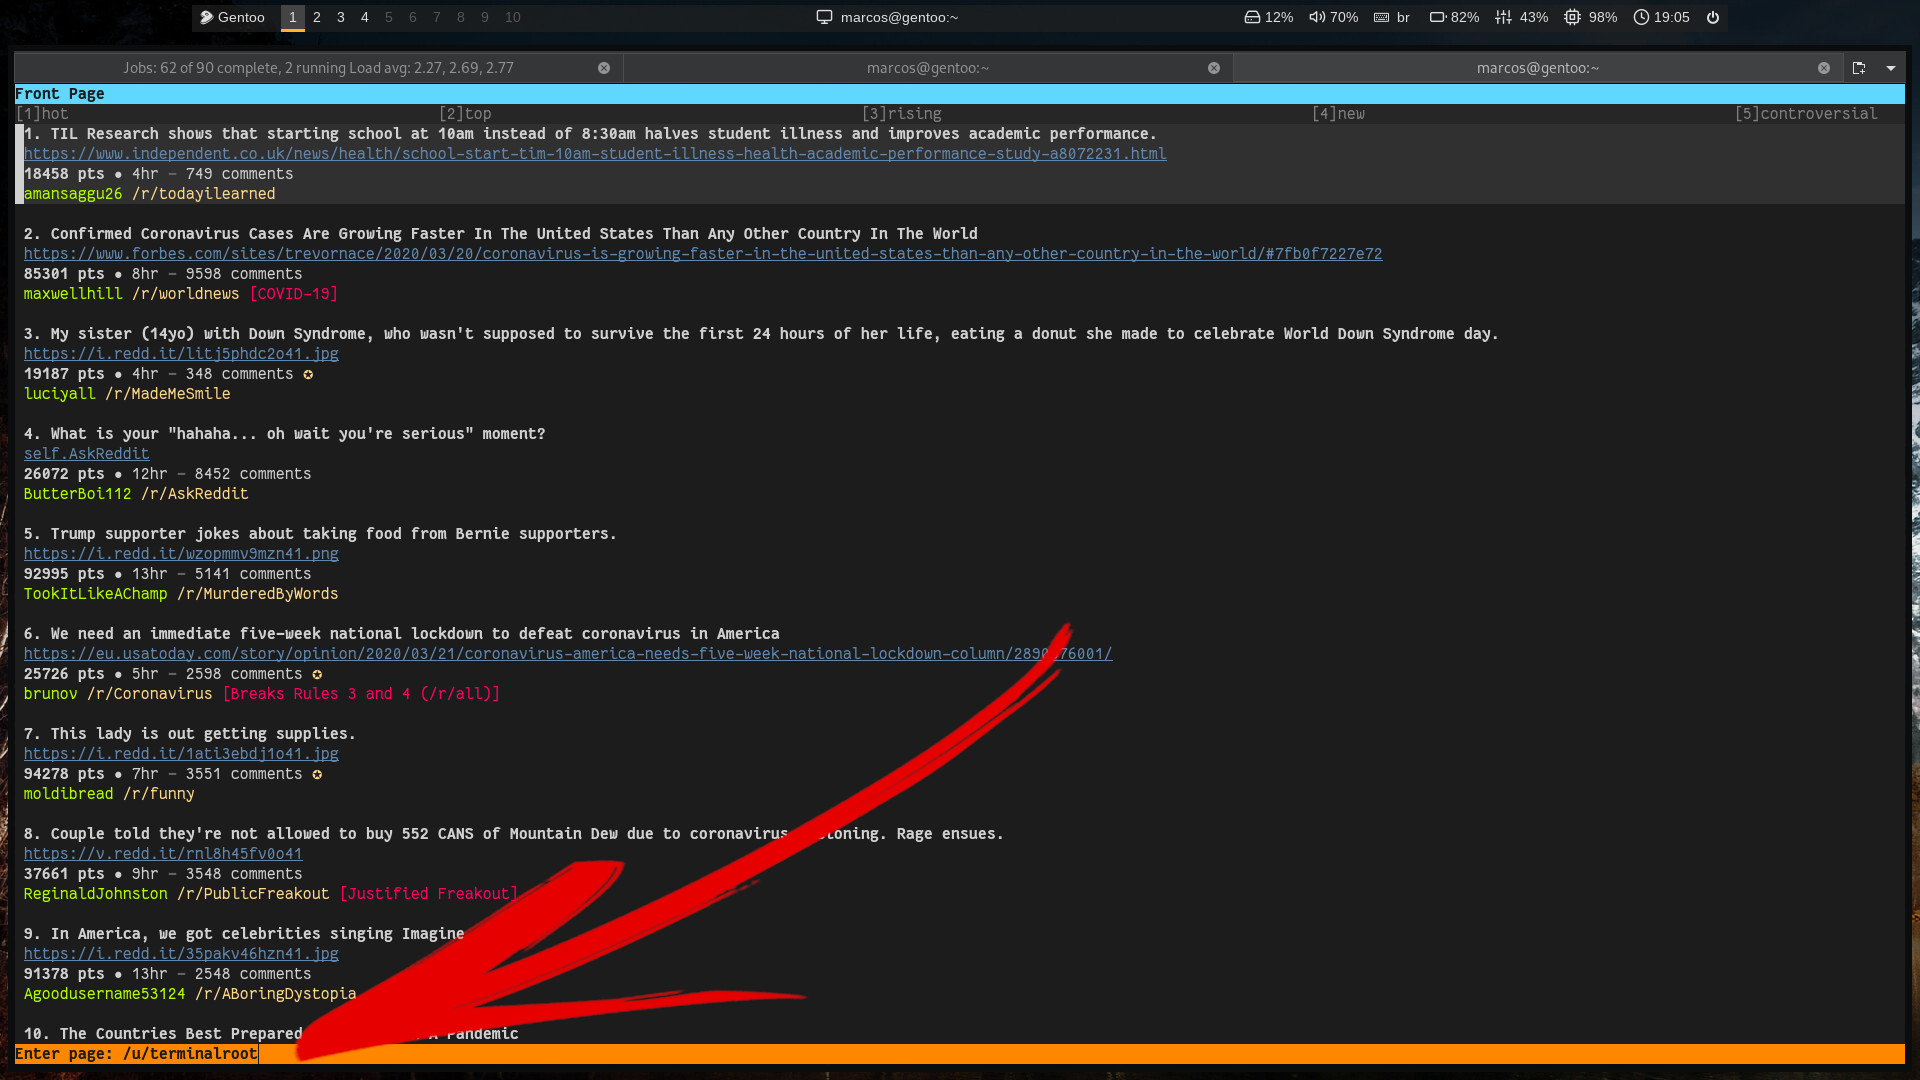 Gentoo 1 2 3 4 5 6 7 8 9 10 marcos@gentoo:~ 12% 70% br 82% 43% 98% 19:05
Jobs: 62 of 90 complete, 2 running Load avg: 2.27, 2.69, 2.77 marcos@gentoo:~ marcos@gentoo:~
Front Page
[1]hot [2]top [3]rising [4]new [5]controversial
1. TIL Research shows that starting school at 10am instead of 8:30am halves student illness and improves academic performance.
https://www.independent.co.uk/news/health/school-start-tim-10am-student-illness-health-academic-performance-study-a8072231.html
18458 pts • 4hr - 749 comments
amansaggu26 /r/todayilearned
2. Confirmed Coronavirus Cases Are Growing Faster In The United States Than Any Other Country In The World
https://www.forbes.com/sites/trevornace/2020/03/20/coronavirus-is-growing-faster-in-the-united-states-than-any-other-country-in-the-world/#7fb0f7227e72
85301 pts • 8hr - 9598 comments
maxwellhill /r/worldnews [COVID-19]
3. My sister (14yo) with Down Syndrome, who wasn't supposed to survive the first 24 hours of her life, eating a donut she made to celebrate World Down Syndrome day.
https://i.redd.it/litj5phdc2o41.jpg
19187 pts • 4hr - 348 comments ✪
luciyall /r/MadeMeSmile
4. What is your "hahaha... oh wait you're serious" moment?
self.AskReddit
26072 pts • 12hr - 8452 comments
ButterBoi112 /r/AskReddit
5. Trump supporter jokes about taking food from Bernie supporters.
https://i.redd.it/wzopmmv9mzn41.png
92995 pts • 13hr - 5141 comments
TookItLikeAChamp /r/MurderedByWords
6. We need an immediate five-week national lockdown to defeat coronavirus in America
https://eu.usatoday.com/story/opinion/2020/03/21/coronavirus-america-needs-five-week-national-lockdown-column/
25726 pts • 5hr - 2598 comments ✪
brunov /r/Coronavirus [Breaks Rules 3 and 4 (/r/all)]
7. This lady is out getting supplies.
https://i.redd.it/1ati3ebdj1o41.jpg
94278 pts • 7hr - 3551 comments ✪
moldibread /r/funny
8. Couple told they're not allowed to buy 552 CANS of Mountain Dew due to coronavirus Rage ensues.
https://v.redd.it/rnl8h45fv0o41
37661 pts • 9hr - 3548 comments
ReginaldJohnston /r/PublicFreakout [Justified Freakout]
9. In America, we got celebrities singing Imagine
https://i.redd.it/35pakv46hzn41.jpg
91378 pts • 13hr - 2548 comments
Agoodusername53124 /r/ABoringDystopia
10. The Countries Best Prepared A Pandemic
Enter page: /u/terminalroot